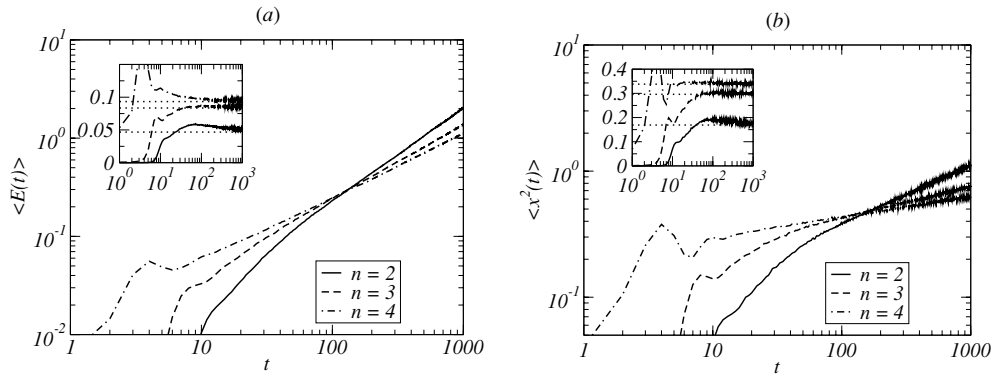 (a)
10^1
10^0
10^-1
10^-2
<E(t)>
1
10
100
1000
t
0.1
0.05
0
10^0
10^1
10^2
10^3
n = 2
n = 3
n = 4
(b)
10^1
10^0
10^-1
<x^2(t)>
1
10
100
1000
t
0.4
0.3
0.2
0.1
0
10^0
10^1
10^2
10^3
n = 2
n = 3
n = 4